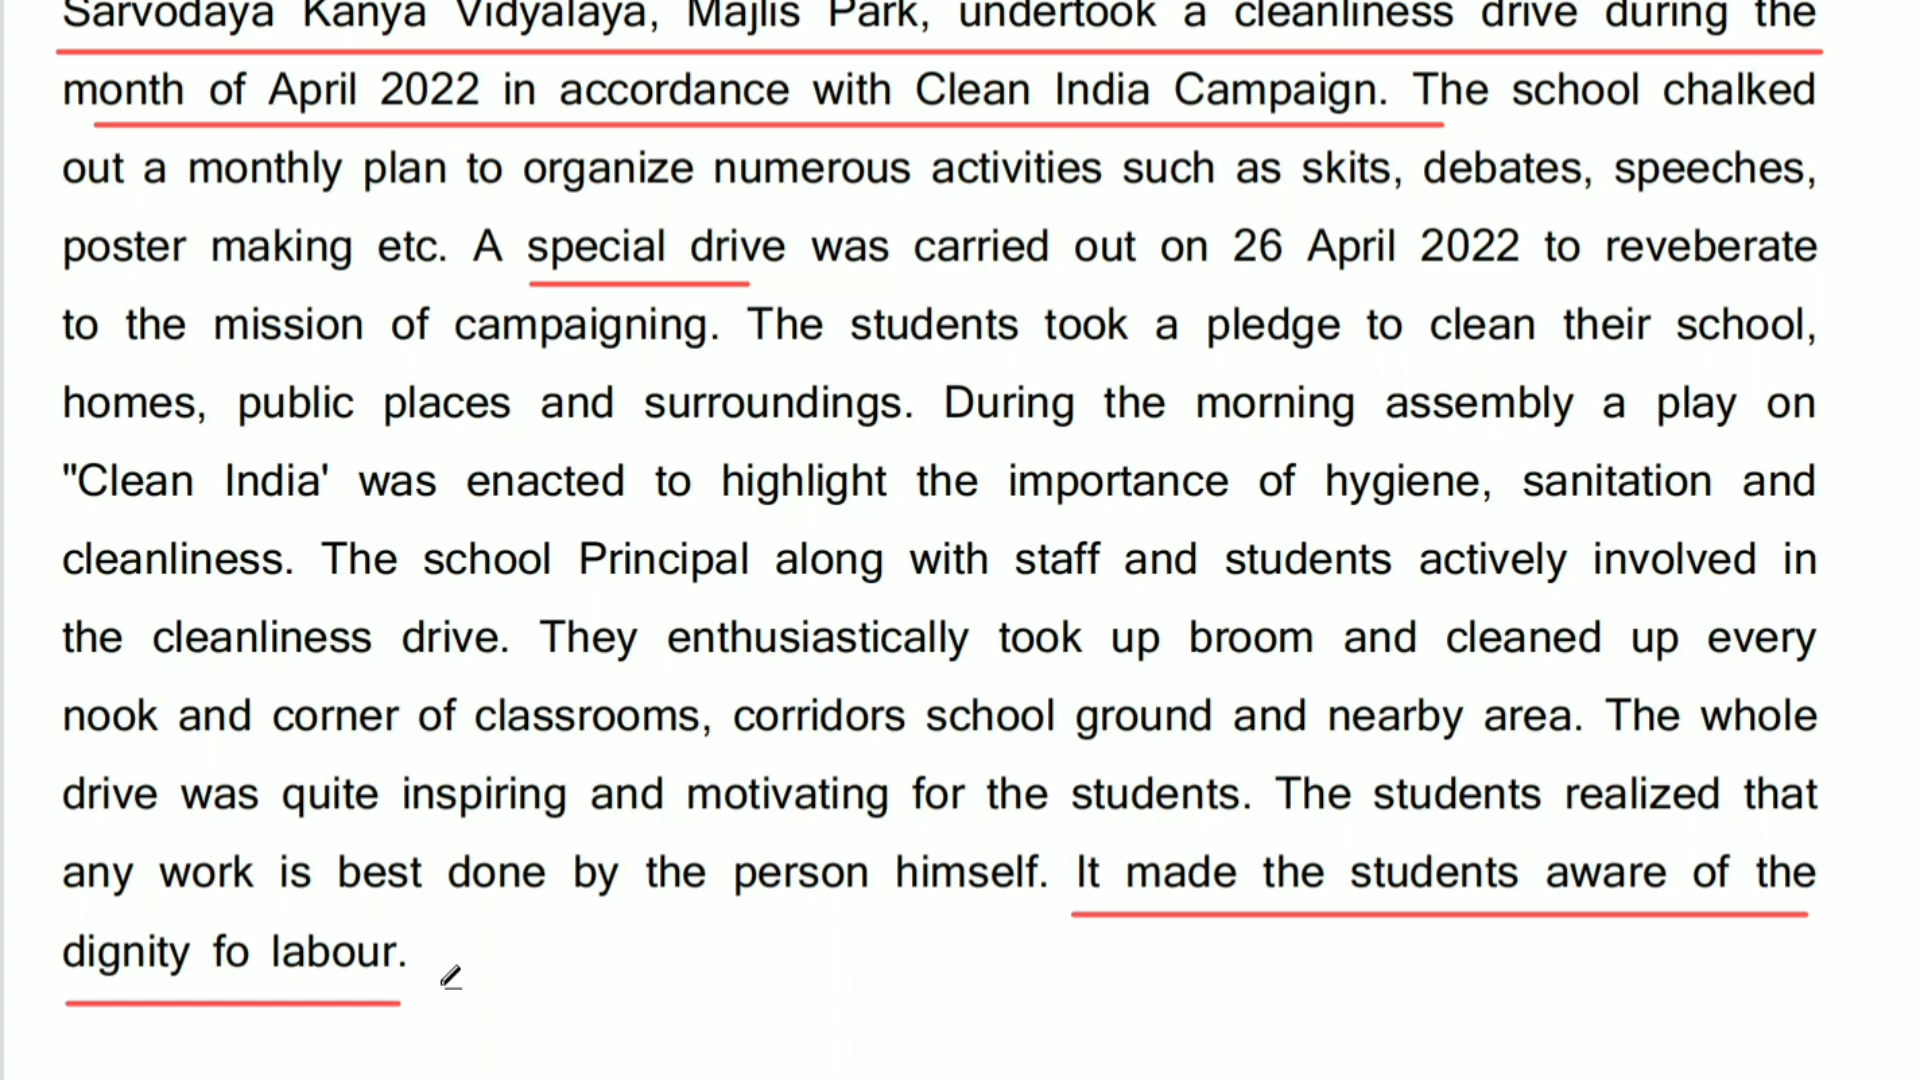 Sarvodaya Kanya Vidyalaya, Majlis Park, undertook a cleanliness drive during the
month of April 2022 in accordance with Clean India Campaign. The school chalked
out a monthly plan to organize numerous activities such as skits, debates, speeches,
poster making etc. A special drive was carried out on 26 April 2022 to reveberate
to the mission of campaigning. The students took a pledge to clean their school,
homes, public places and surroundings. During the morning assembly a play on
"Clean India' was enacted to highlight the importance of hygiene, sanitation and
cleanliness. The school Principal along with staff and students actively involved in
the cleanliness drive. They enthusiastically took up broom and cleaned up every
nook and corner of classrooms, corridors school ground and nearby area. The whole
drive was quite inspiring and motivating for the students. The students realized that
any work is best done by the person himself. It made the students aware of the
dignity fo labour.